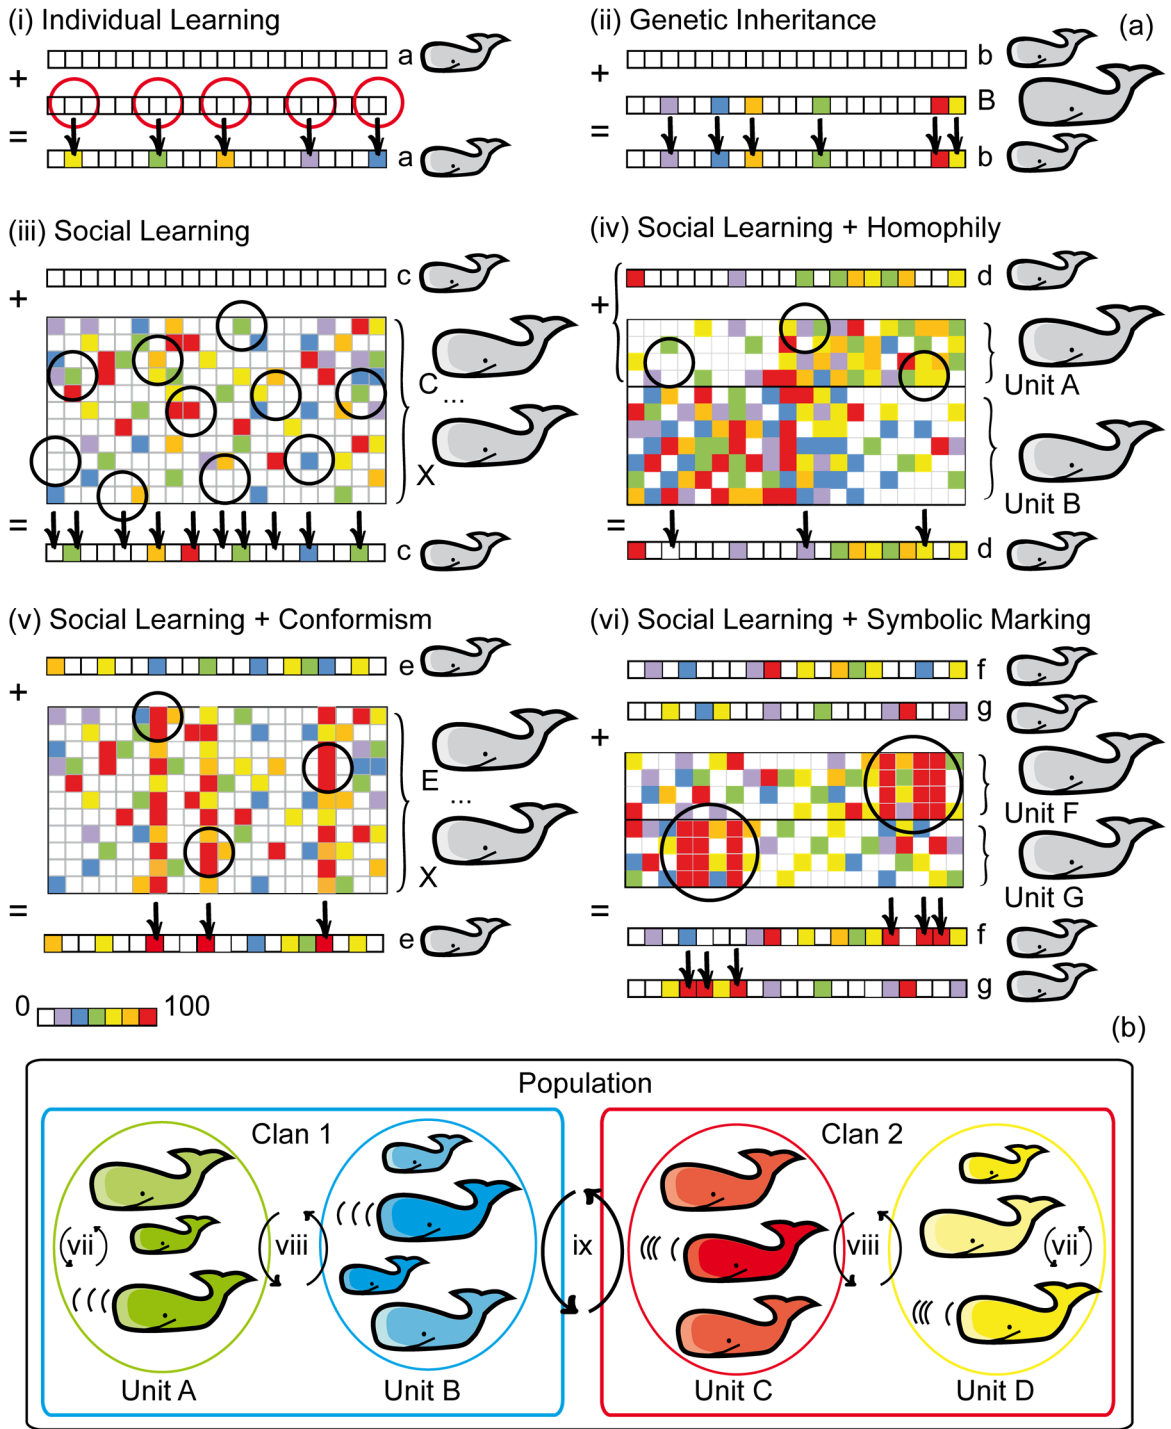 (i) Individual Learning
a
+
=
a
(ii) Genetic Inheritance
(a)
b
+
B
=
b
(iii) Social Learning
c
+
C
...
X
=
c
(iv) Social Learning + Homophily
d
+
Unit A
Unit B
=
d
(v) Social Learning + Conformism
e
+
E
...
X
=
e
(vi) Social Learning + Symbolic Marking
f
g
+
Unit F
Unit G
=
f
g
0 100
(b)
Population
Clan 1
Clan 2
vii
viii
ix
viii
vii
Unit A
Unit B
Unit C
Unit D